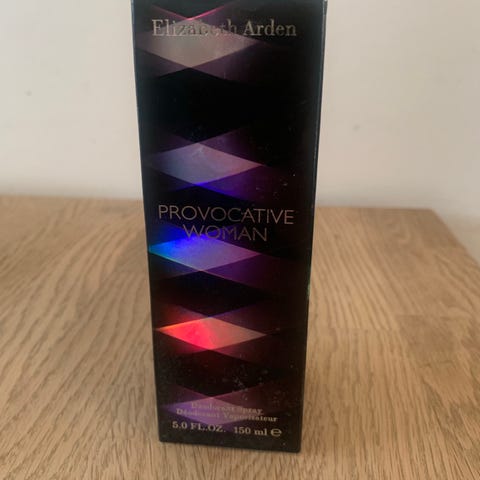 Elizabeth Arden
PROVOCATIVE
WOMAN
Deodorant Spray
Déodorant Vaporisateur
5.0 FL.OZ. 150 ml ℮